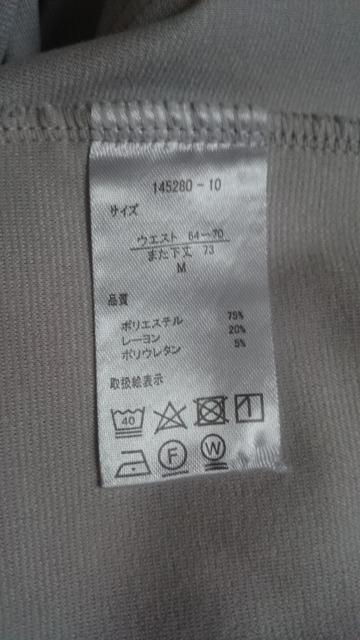 145280-10
サイズ
ウエスト 64〜70
また下丈 73
M
品質
ポリエステル 75%
レーヨン 20%
ポリウレタン 5%
取扱絵表示
40
F W